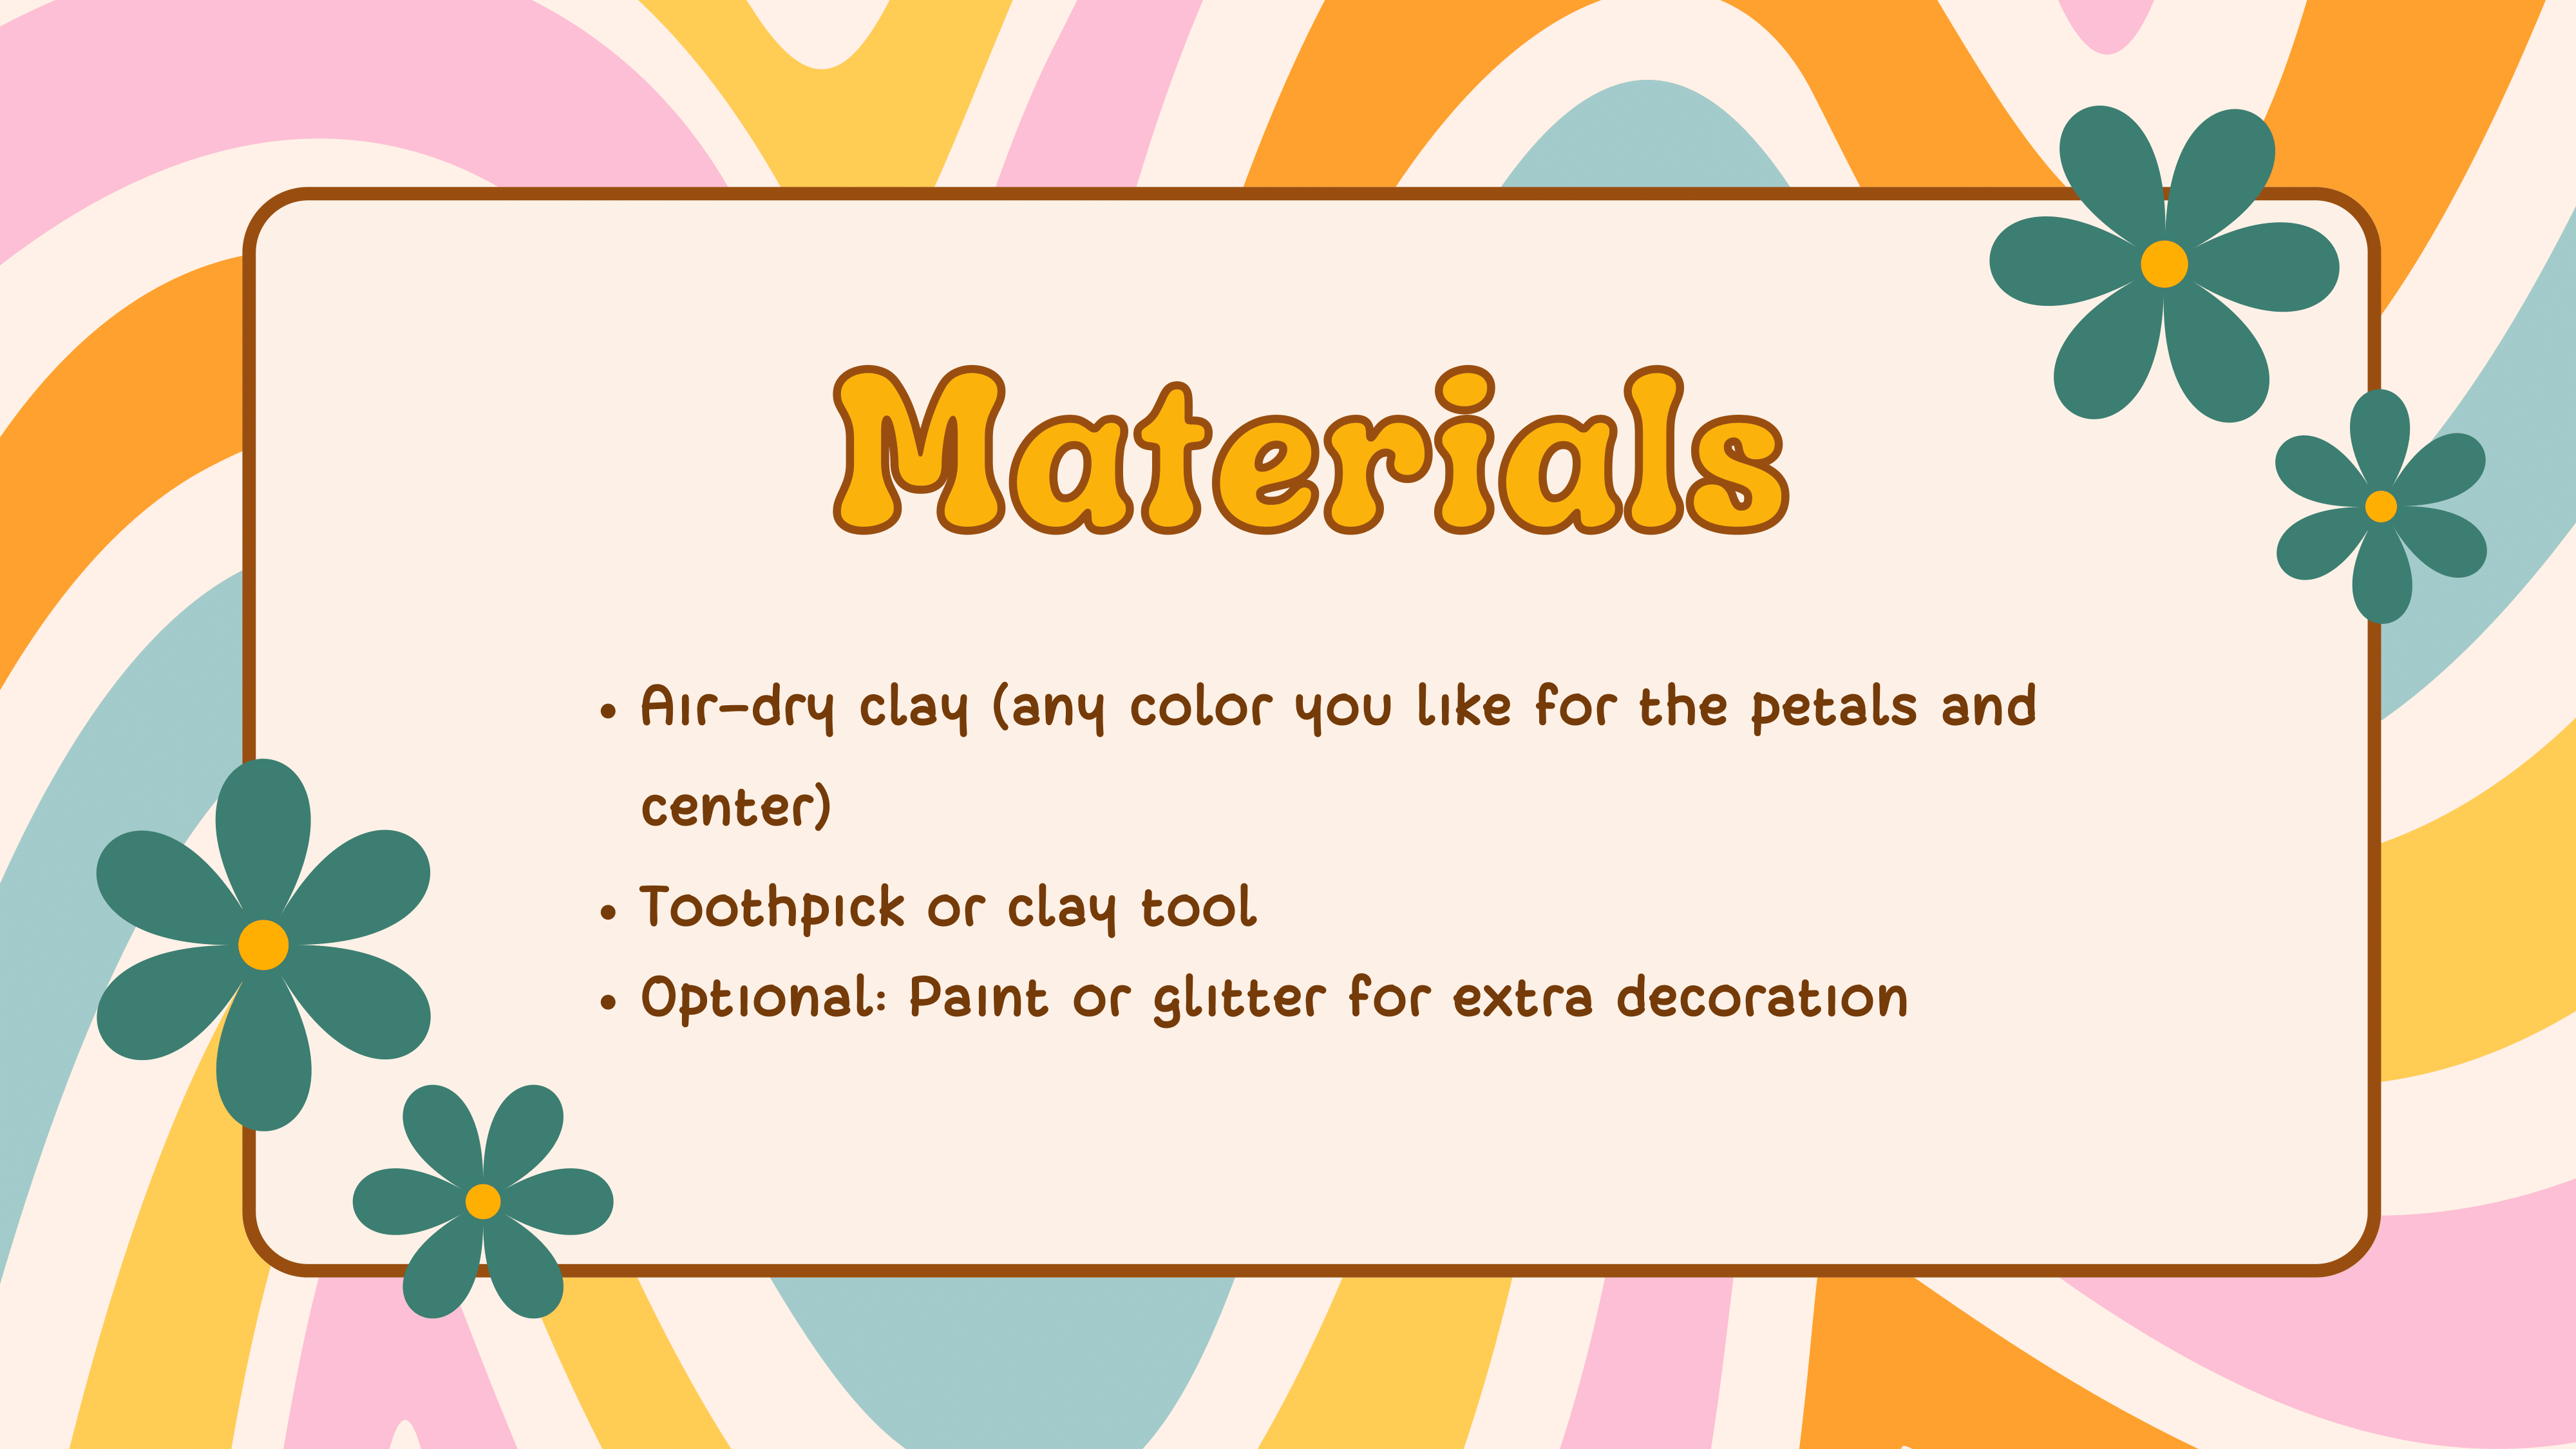 Materials
• Air-dry clay (any color you like for the petals and
center)
• Toothpick or clay tool
• Optional: Paint or glitter for extra decoration